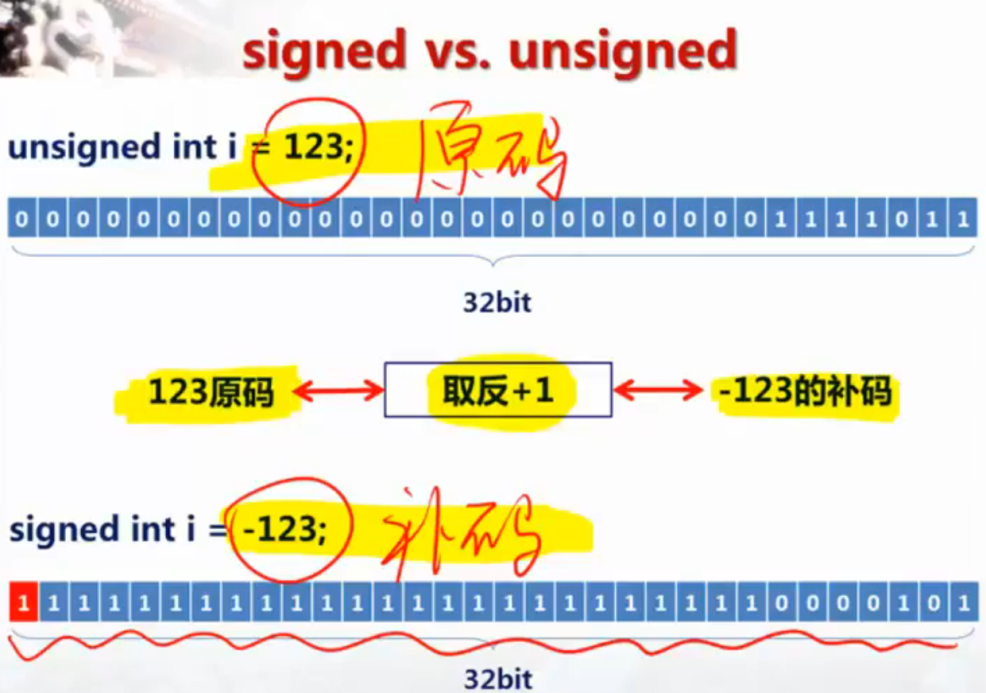 signed vs. unsigned
unsigned int i = 123; 原码
0 0 0 0 0 0 0 0 0 0 0 0 0 0 0 0 0 0 0 0 0 0 0 0 0 1 1 1 1 0 1 1
32bit
123原码 取反+1 -123的补码
signed int i = -123; 补码
1 1 1 1 1 1 1 1 1 1 1 1 1 1 1 1 1 1 1 1 1 1 1 1 1 0 0 0 0 1 0 1
32bit